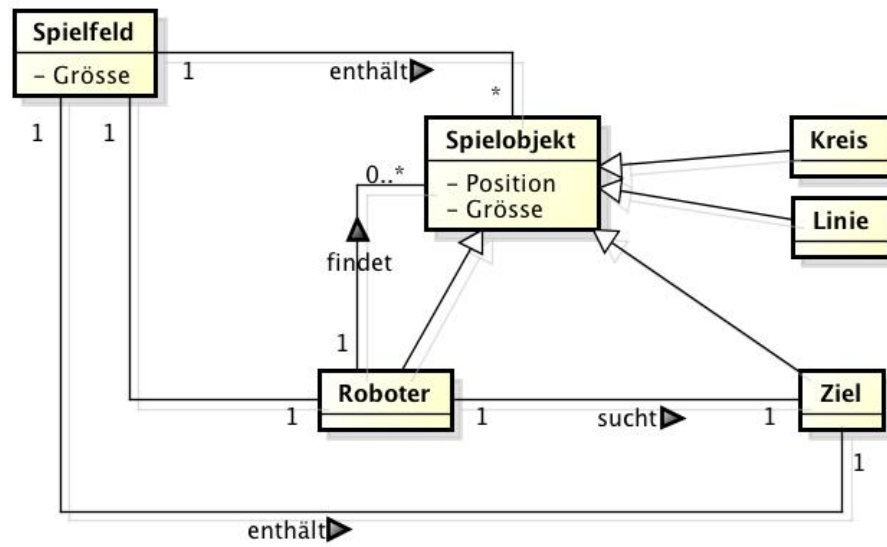 Spielfeld
– Grösse
1
enthält
*
1
1
Spielobjekt
– Position
– Grösse
Kreis
Linie
0..*
findet
1
Roboter
1
1
sucht
1
Ziel
1
enthält